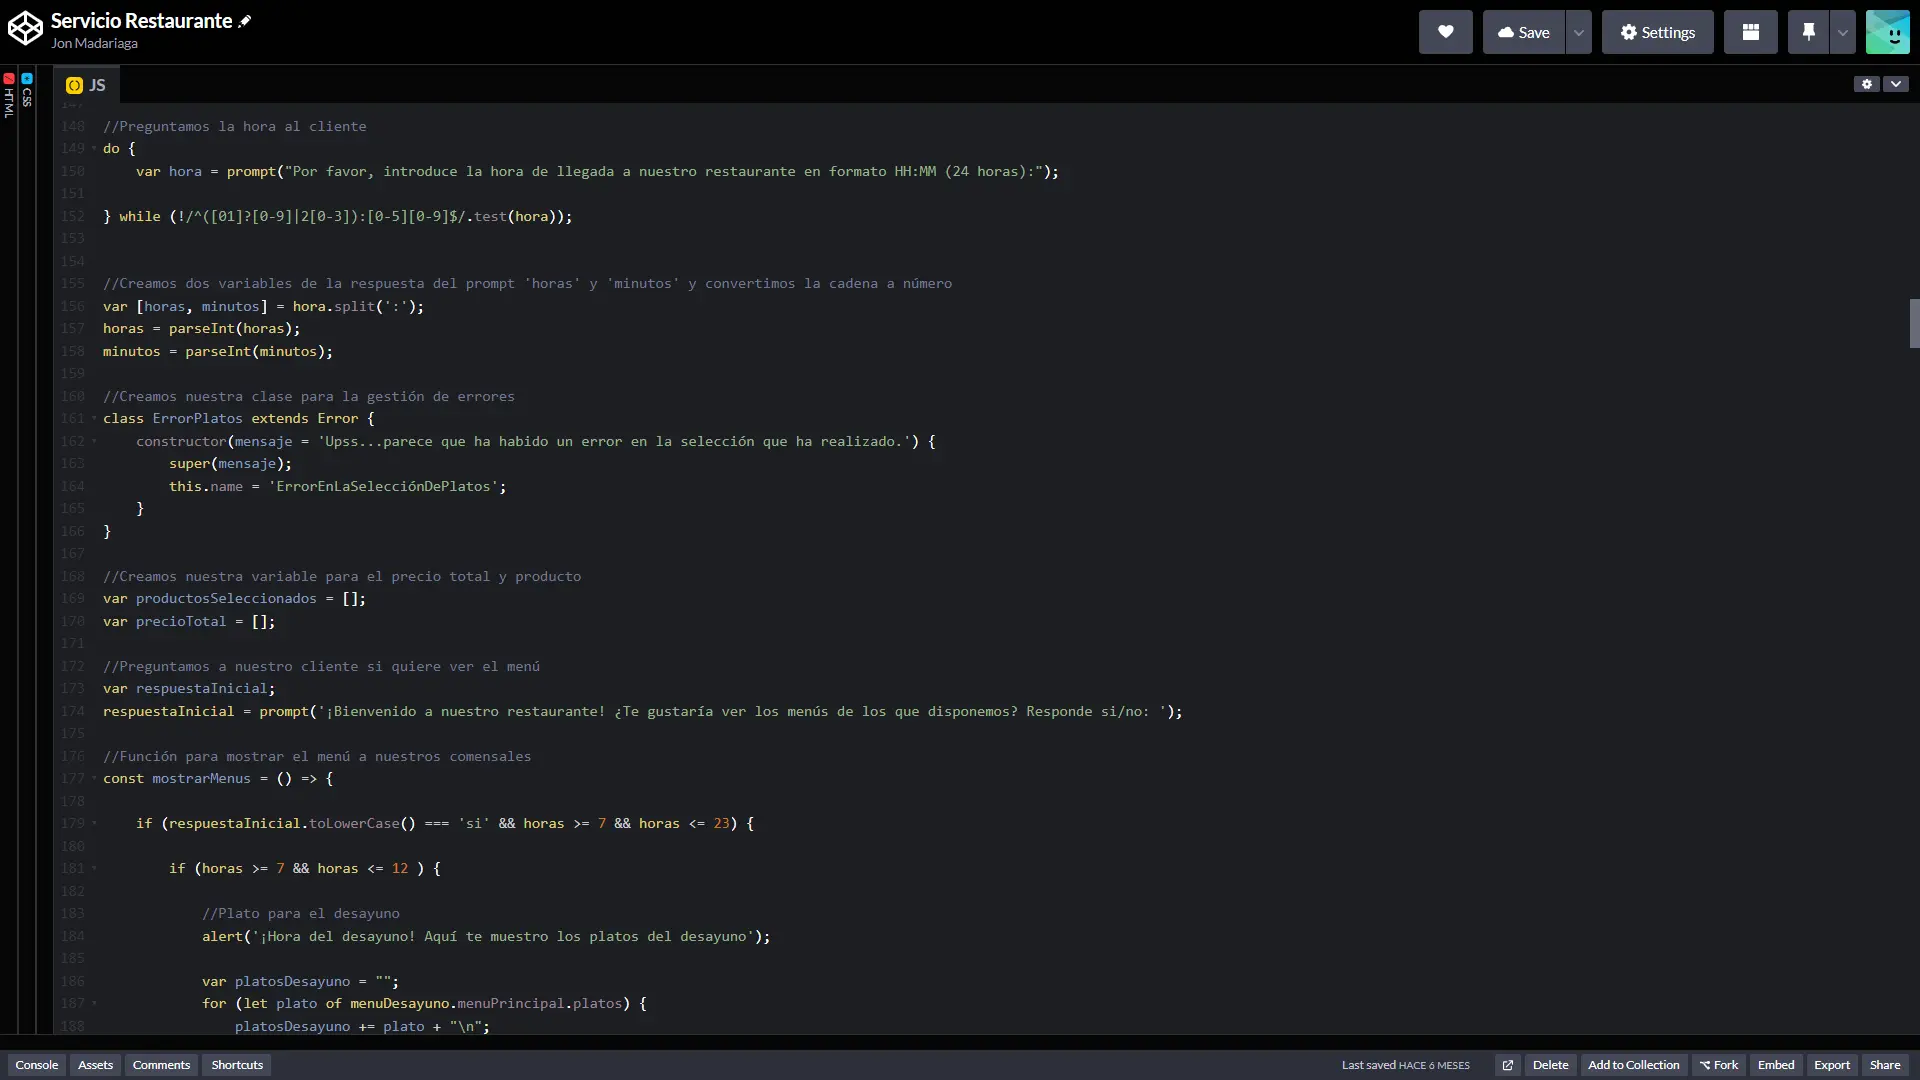 Servicio Restaurante
Jon Madariaga
Save
Settings
HTML
CSS
JS
148 //Preguntamos la hora al cliente
149 do {
150 var hora = prompt("Por favor, introduce la hora de llegada a nuestro restaurante en formato HH:MM (24 horas):");
151
152 } while (!/^([01]?[0-9]|2[0-3]):[0-5][0-9]$/.test(hora));
153
154
155 //Creamos dos variables de la respuesta del prompt 'horas' y 'minutos' y convertimos la cadena a número
156 var [horas, minutos] = hora.split(':');
157 horas = parseInt(horas);
158 minutos = parseInt(minutos);
159
160 //Creamos nuestra clase para la gestión de errores
161 class ErrorPlatos extends Error {
162 constructor(mensaje = 'Upss...parece que ha habido un error en la selección que ha realizado.') {
163 super(mensaje);
164 this.name = 'ErrorEnLaSelecciónDePlatos';
165 }
166 }
167
168 //Creamos nuestra variable para el precio total y producto
169 var productosSeleccionados = [];
170 var precioTotal = [];
171
172 //Preguntamos a nuestro cliente si quiere ver el menú
173 var respuestaInicial;
174 respuestaInicial = prompt('¡Bienvenido a nuestro restaurante! ¿Te gustaría ver los menús de los que disponemos? Responde si/no: ');
175
176 //Función para mostrar el menú a nuestros comensales
177 const mostrarMenus = () => {
178
179 if (respuestaInicial.toLowerCase() === 'si' && horas >= 7 && horas <= 23) {
180
181 if (horas >= 7 && horas <= 12 ) {
182
183 //Plato para el desayuno
184 alert('¡Hora del desayuno! Aquí te muestro los platos del desayuno');
185
186 var platosDesayuno = "";
187 for (let plato of menuDesayuno.menuPrincipal.platos) {
188 platosDesayuno += plato + "\n";
Console Assets Comments Shortcuts Last saved HACE 6 MESES Delete Add to Collection Fork Embed Export Share